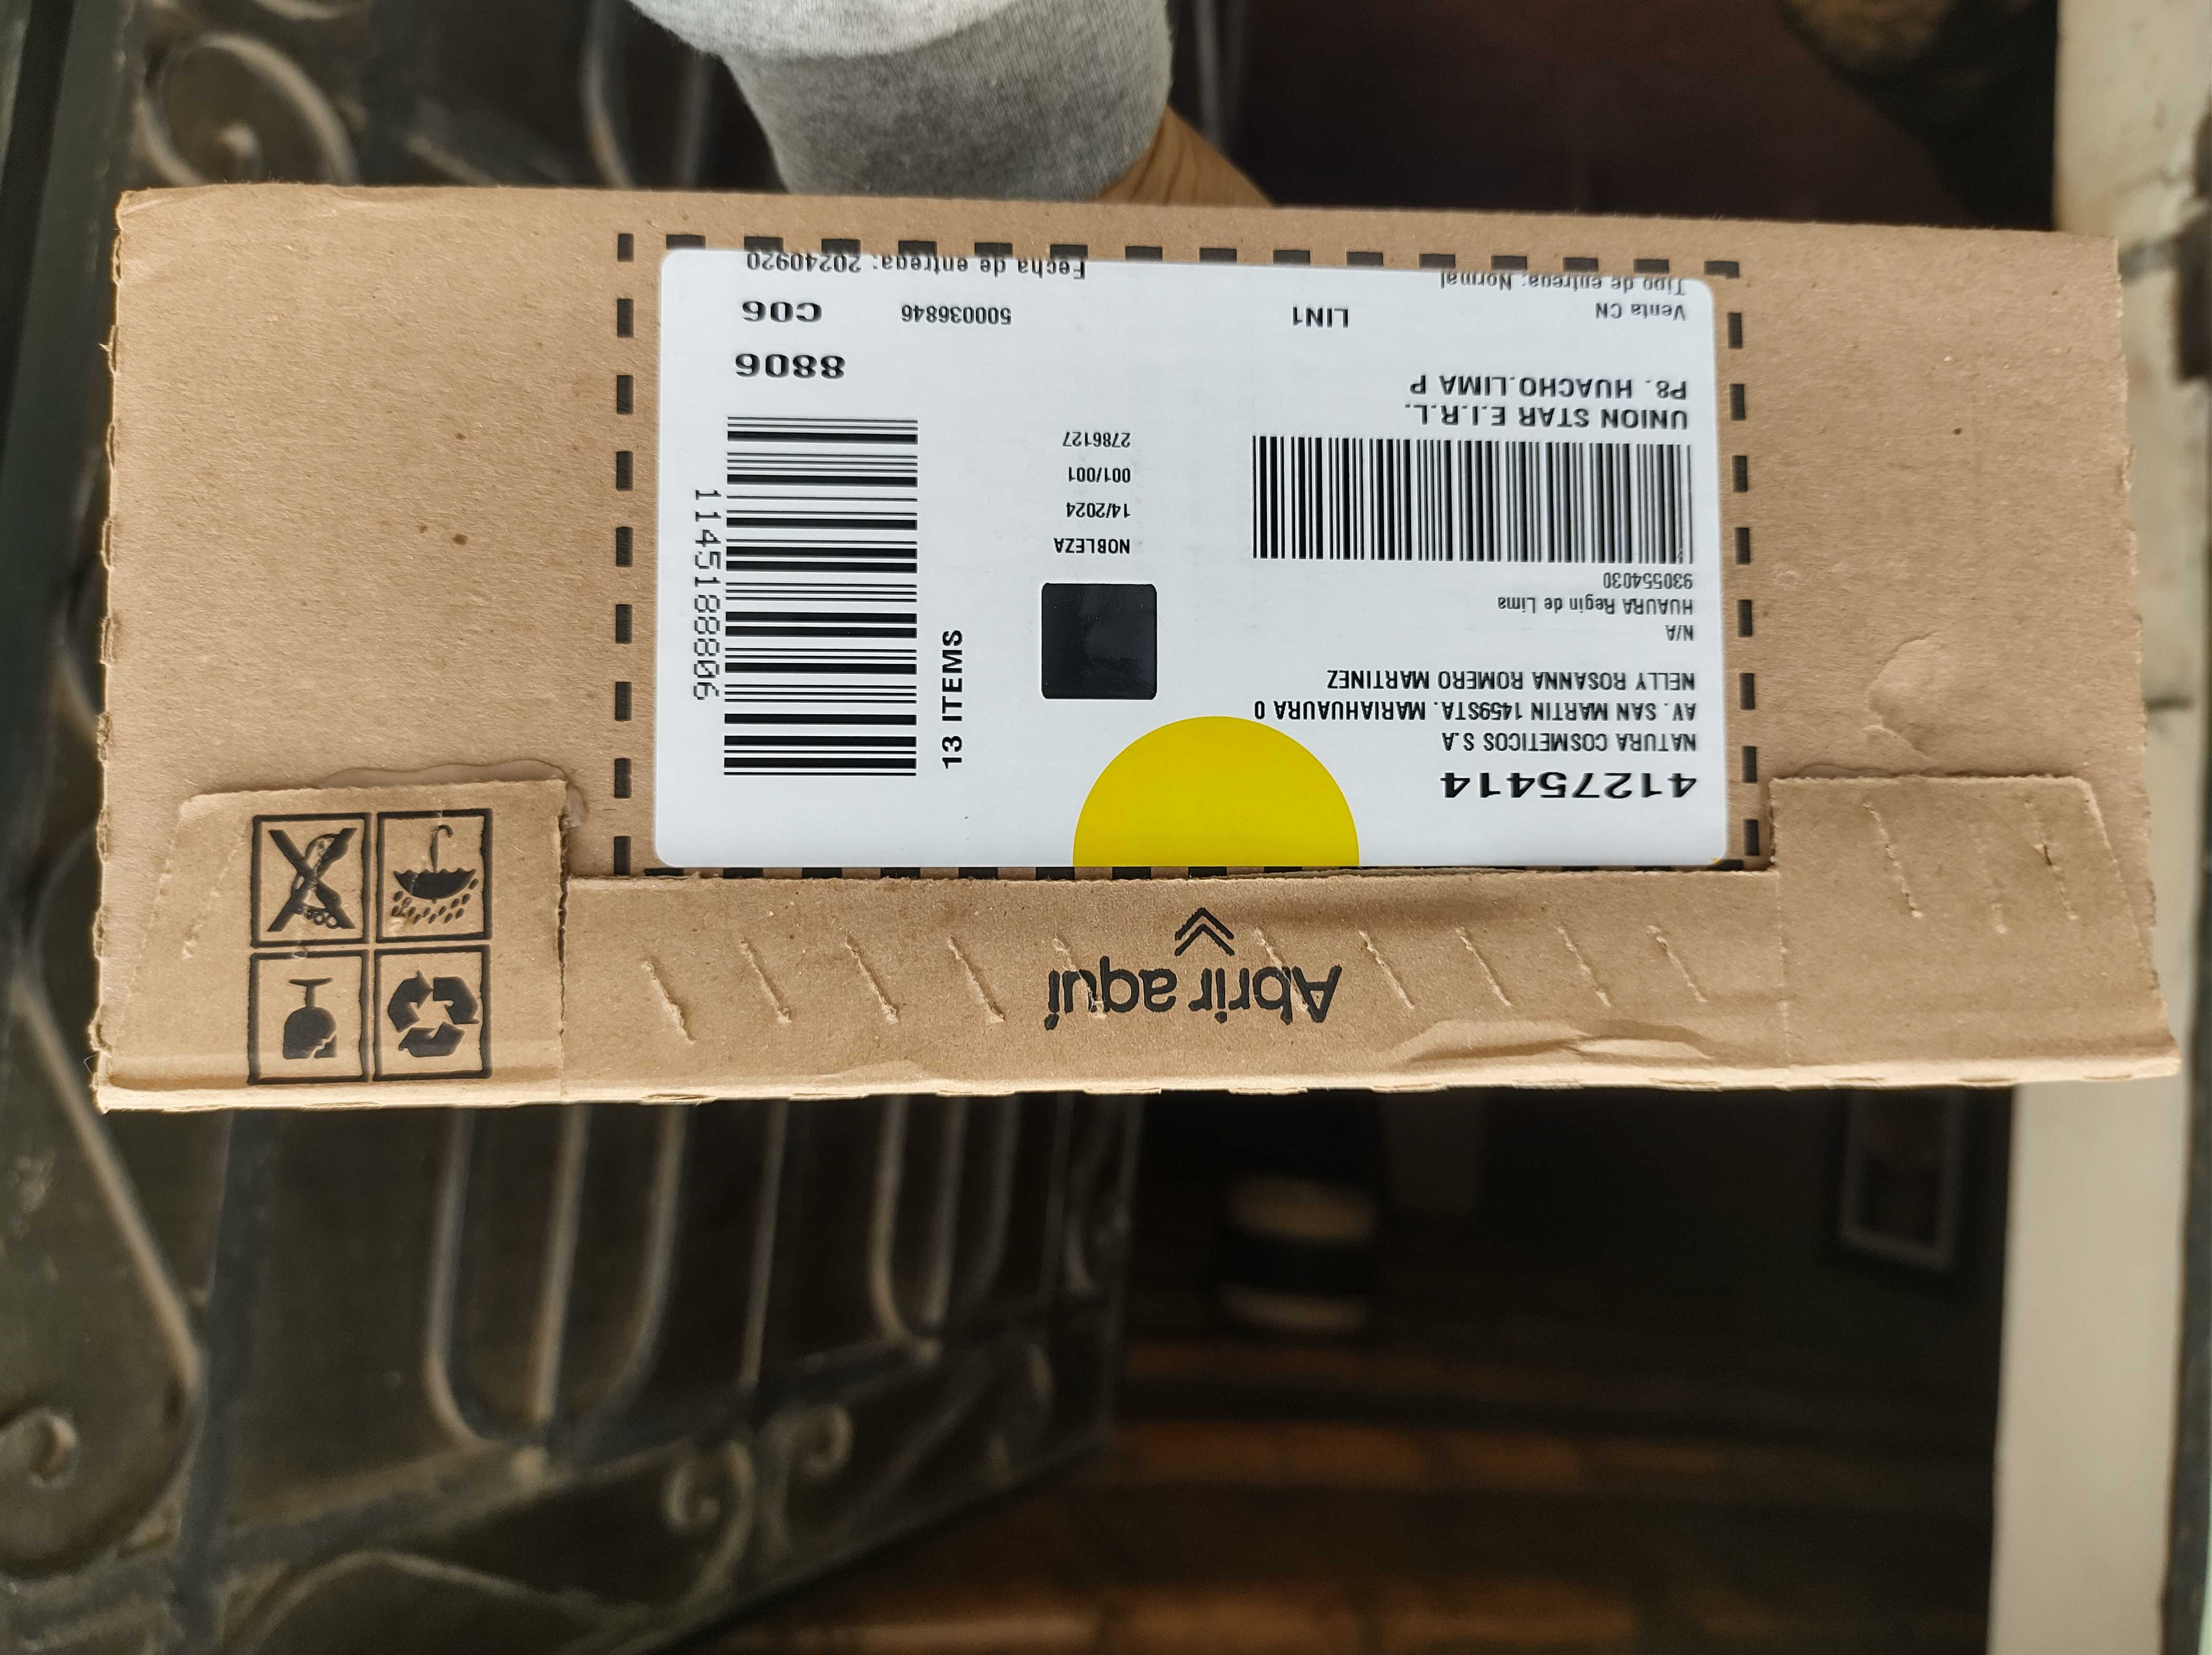 Abrir aquí
41275414
NATURA COSMETICOS S.A
AV. SAN MARTIN 1459STA. MARIAHUAURA 0
NELLY ROSANNA ROMERO MARTINEZ
N/A
HUAURA Regin de Lima
930554030
UNION STAR E.I.R.L.
P8. HUACHO.LIMA P
Venta CN
Tipo de entrega: Normal
LIN1
NOBLEZA
14/2024
001/001
2786127
13 ITEMS
1145188806
8806
500036846
C06
Fecha de entrega: 20240920